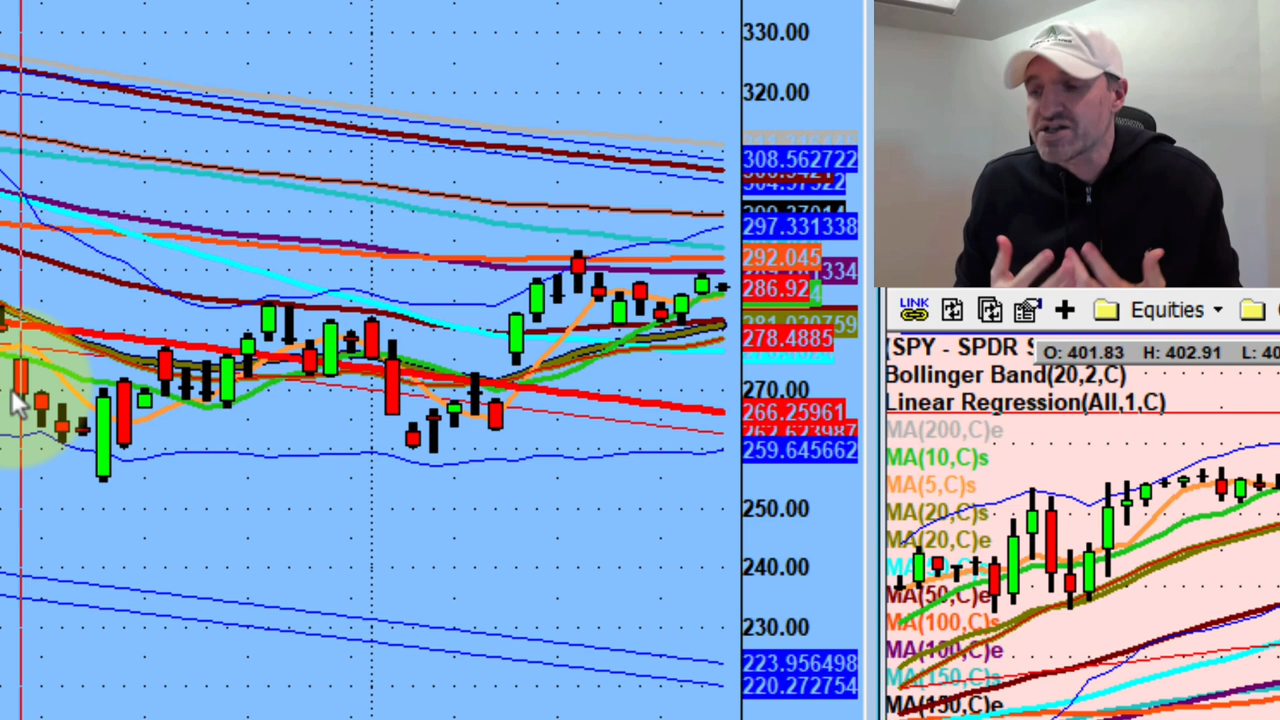 330.00
320.00
308.562722
297.331338
292.045
286.92
278.4885
270.00
266.25961
259.645662
250.00
240.00
230.00
223.956498
220.272754
LINK
Equities
(SPY - SPDR
O: 401.83 H: 402.91 L: 40
Bollinger Band(20,2,C)
Linear Regression(All,1,C)
MA(200,C)e
MA(10,C)s
MA(5,C)s
MA(20,C)s
MA(20,C)e
MA(50,C)e
MA(100,C)s
MA(100,C)e
MA(150,C)s
MA(150,C)e